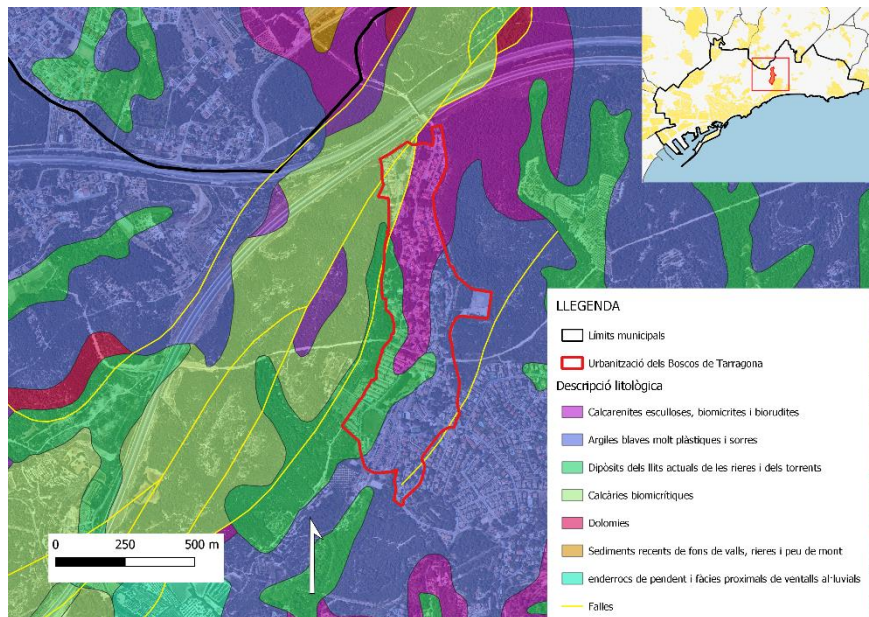 LLEGENDA
Límits municipals
Urbanització dels Boscos de Tarragona
Descripció litològica
Calcarenites esculloses, biomicrites i biorudites
Argiles blaves molt plàstiques i sorres
Dipòsits dels llits actuals de les rieres i dels torrents
Calcàries biomicrítiques
Dolomies
Sediments recents de fons de valls, rieres i peu de mont
enderrocs de pendent i fàcies proximals de ventalls al·luvials
Falles
0 250 500 m